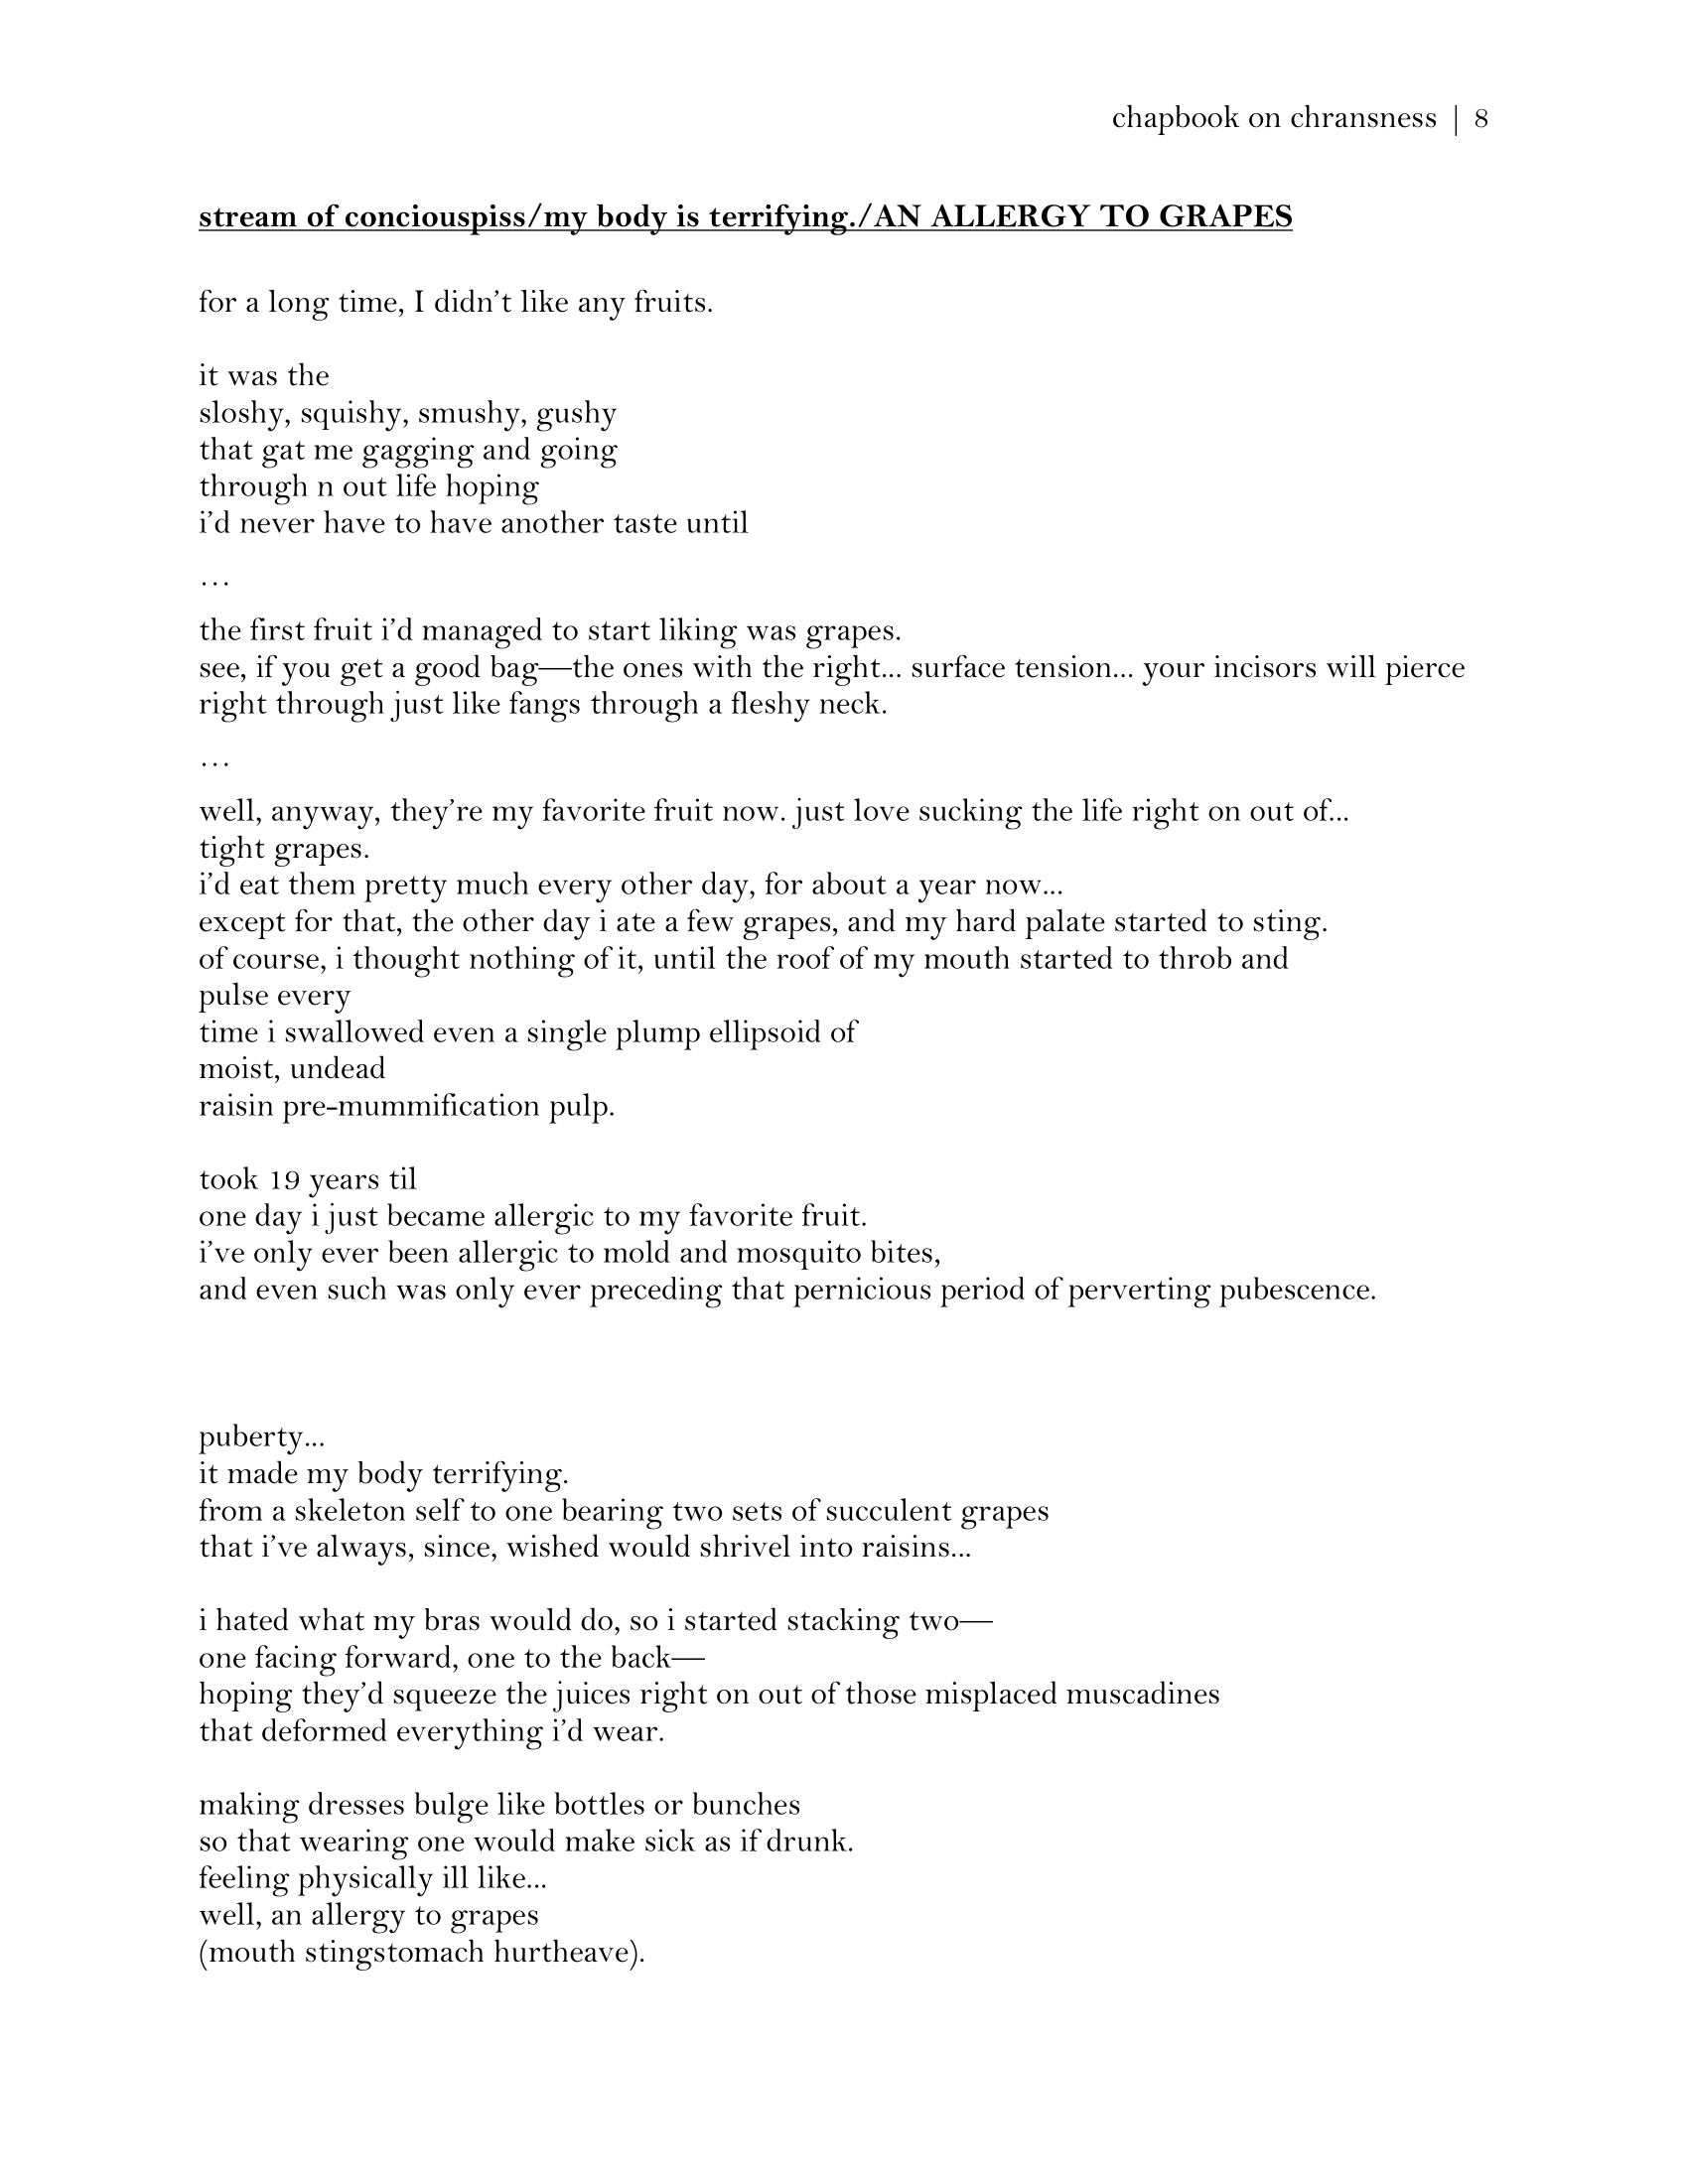 chapbook on chransness | 8
stream of conciouspiss/my body is terrifying./AN ALLERGY TO GRAPES
for a long time, I didn’t like any fruits.
it was the
sloshy, squishy, smushy, gushy
that gat me gagging and going
through n out life hoping
i’d never have to have another taste until
…
the first fruit i’d managed to start liking was grapes.
see, if you get a good bag—the ones with the right... surface tension... your incisors will pierce
right through just like fangs through a fleshy neck.
…
well, anyway, they’re my favorite fruit now. just love sucking the life right on out of...
tight grapes.
i’d eat them pretty much every other day, for about a year now...
except for that, the other day i ate a few grapes, and my hard palate started to sting.
of course, i thought nothing of it, until the roof of my mouth started to throb and
pulse every
time i swallowed even a single plump ellipsoid of
moist, undead
raisin pre-mummification pulp.
took 19 years til
one day i just became allergic to my favorite fruit.
i’ve only ever been allergic to mold and mosquito bites,
and even such was only ever preceding that pernicious period of perverting pubescence.
puberty...
it made my body terrifying.
from a skeleton self to one bearing two sets of succulent grapes
that i’ve always, since, wished would shrivel into raisins...
i hated what my bras would do, so i started stacking two—
one facing forward, one to the back—
hoping they’d squeeze the juices right on out of those misplaced muscadines
that deformed everything i’d wear.
making dresses bulge like bottles or bunches
so that wearing one would make sick as if drunk.
feeling physically ill like...
well, an allergy to grapes
(mouth stingstomach hurtheave).